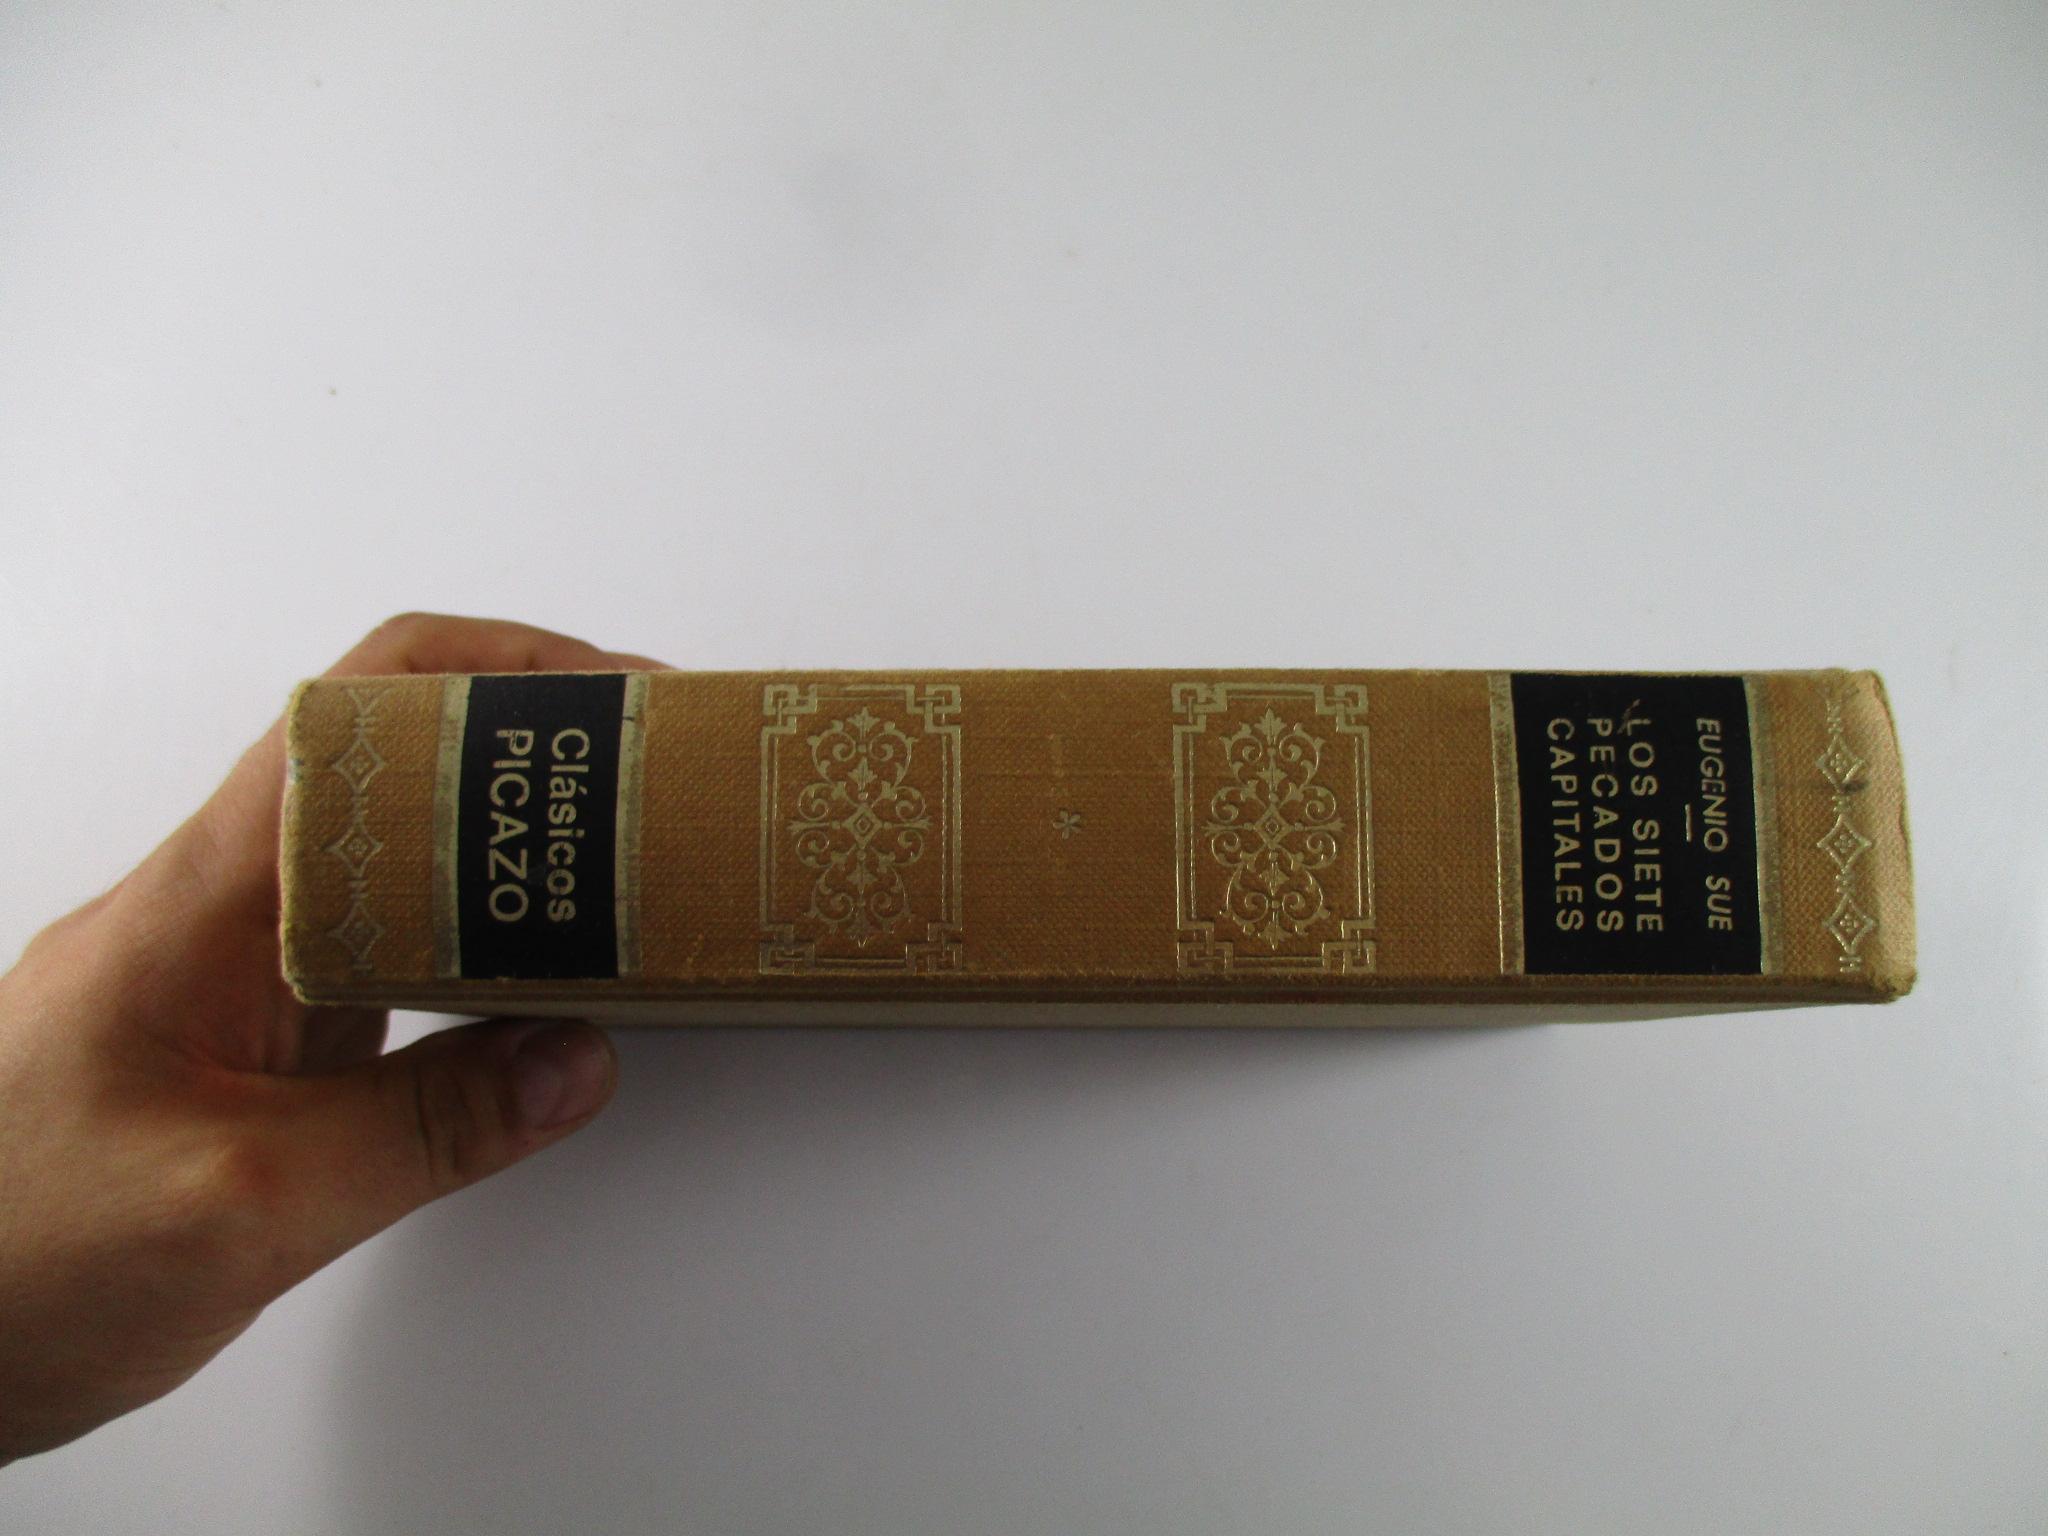 EUGENIO SUE
LOS SIETE
PECADOS
CAPITALES
*
Clásicos
PICAZO